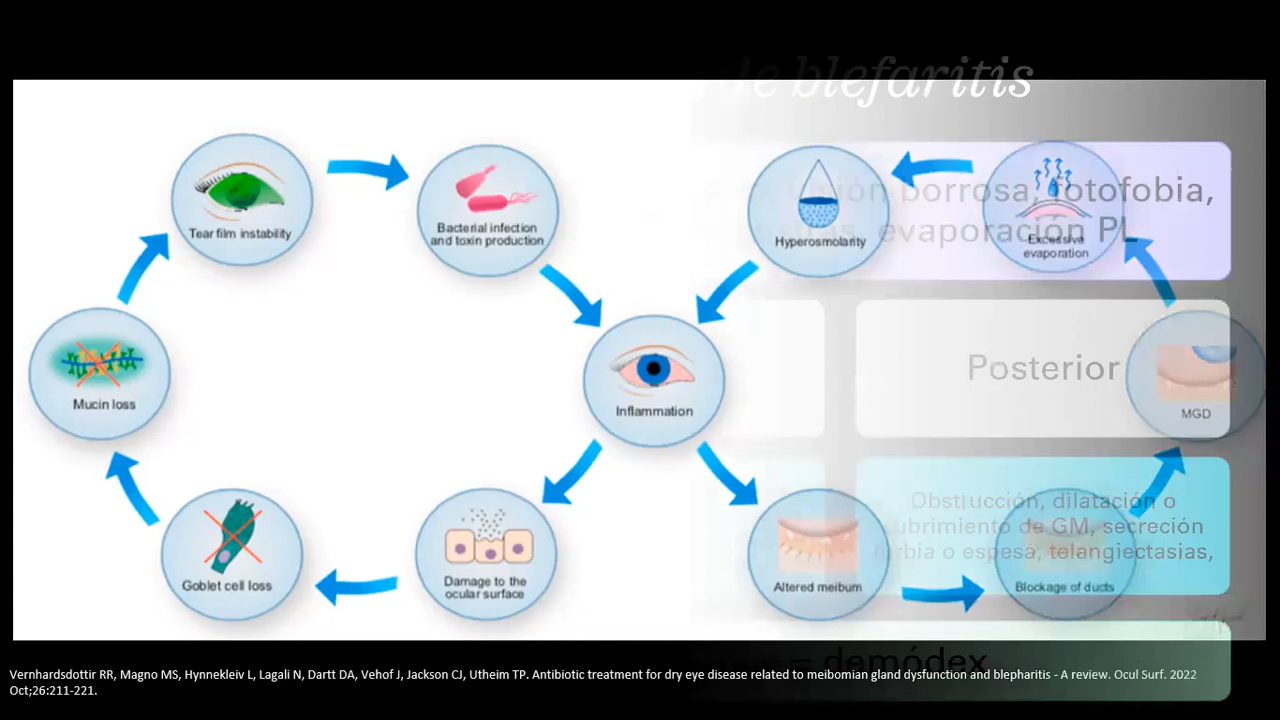 de blefaritis
Tear film instability
Bacterial infection
and toxin production
Hyperosmolarity
Excessive
evaporation
borrosa, fotofobia,
evaporación PL
Mucin loss
Inflammation
Posterior
MGD
Goblet cell loss
Damage to the
ocular surface
Altered meibum
Blockage of ducts
Obstrucción, dilatación o
de GM, secreción
o espesa, telangiectasias,
= demódex
Vernhardsdottir RR, Magno MS, Hynnekleiv L, Lagali N, Dartt DA, Vehof J, Jackson CJ, Utheim TP. Antibiotic treatment for dry eye disease related to meibomian gland dysfunction and blepharitis - A review. Ocul Surf. 2022
Oct;26:211-221.